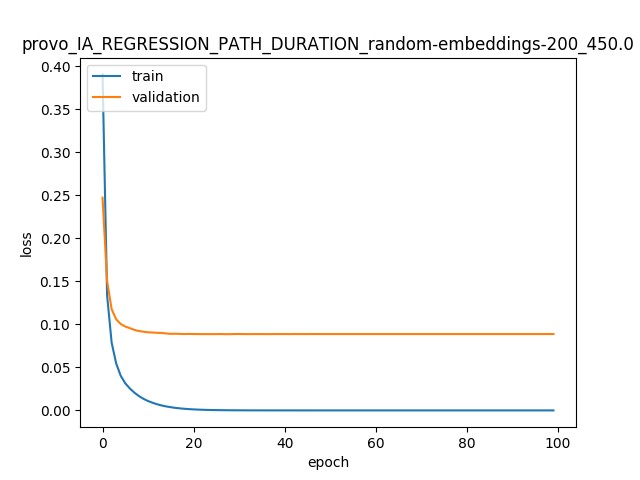 provo_IA_REGRESSION_PATH_DURATION_random-embeddings-200_450.0
train
validation
loss
0.40
0.35
0.30
0.25
0.20
0.15
0.10
0.05
0.00
0 20 40 60 80 100
epoch